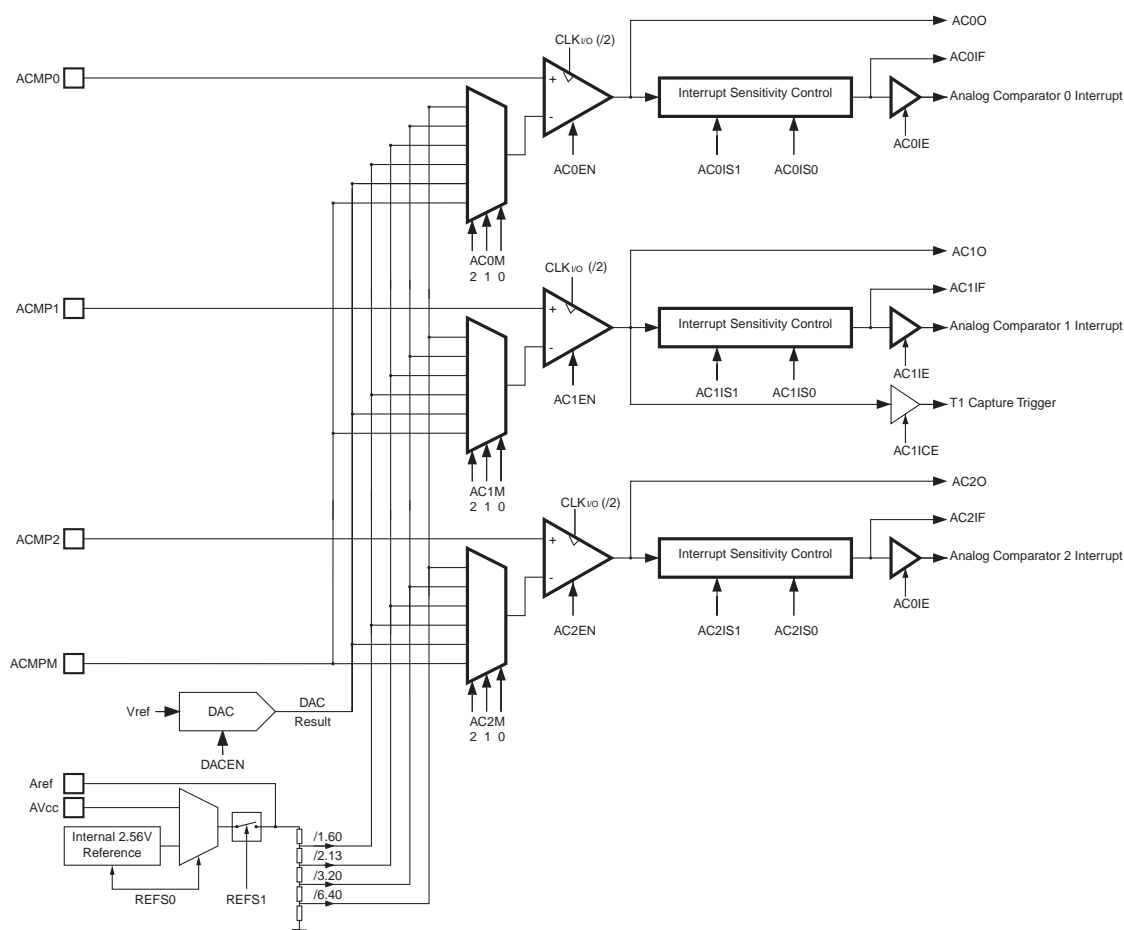 CLKI/O (/2)
AC0O
ACMP0
+
-
Interrupt Sensitivity Control
AC0IF
Analog Comparator 0 Interrupt
AC0IE
AC0EN
AC0IS1
AC0IS0
AC0M
2 1 0
CLKI/O (/2)
AC1O
ACMP1
+
-
Interrupt Sensitivity Control
AC1IF
Analog Comparator 1 Interrupt
AC1IE
AC1EN
AC1IS1
AC1IS0
T1 Capture Trigger
AC1ICE
AC1M
2 1 0
CLKI/O (/2)
AC2O
ACMP2
+
-
Interrupt Sensitivity Control
AC2IF
Analog Comparator 2 Interrupt
AC0IE
AC2EN
AC2IS1
AC2IS0
ACMPM
AC2M
2 1 0
Vref
DAC
DAC
Result
DACEN
Aref
AVcc
Internal 2.56V
Reference
REFS0
REFS1
/1.60
/2.13
/3.20
/6.40